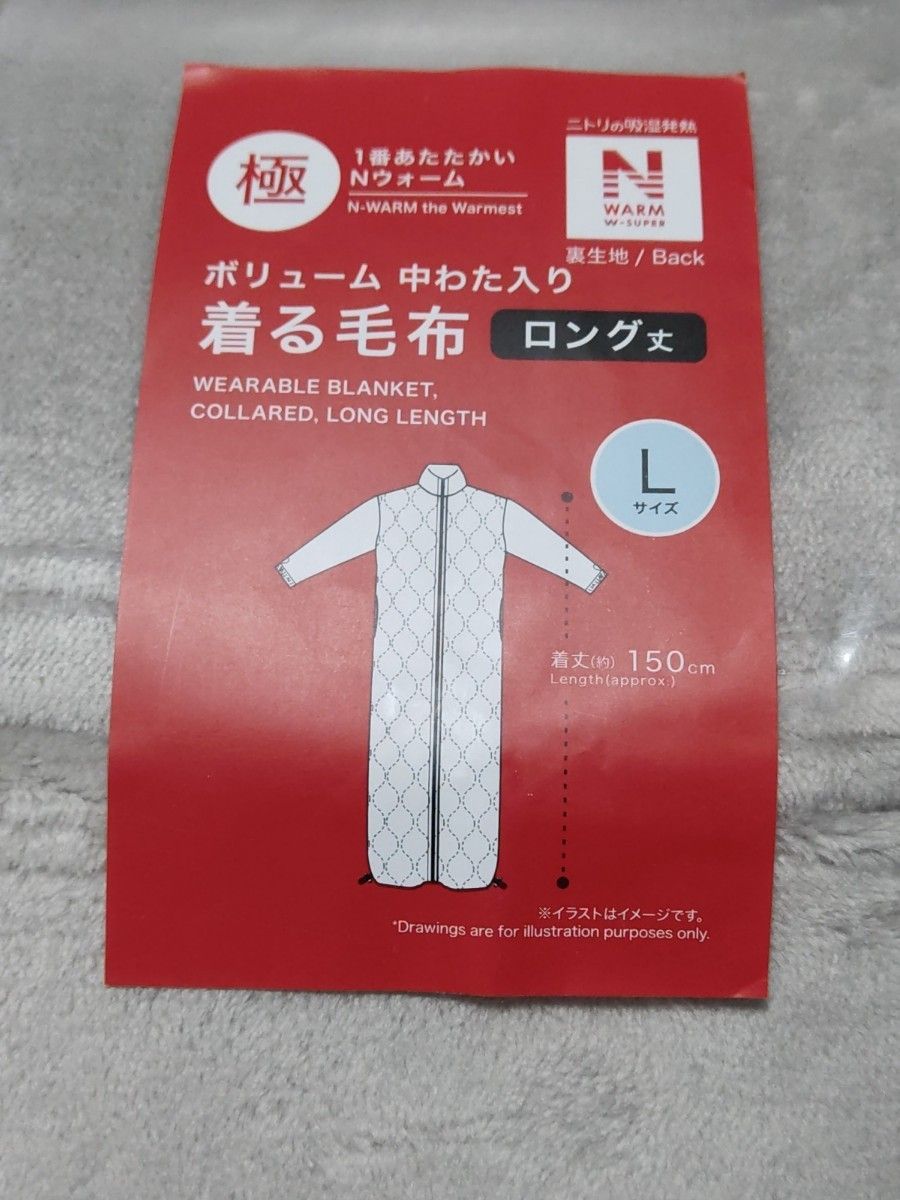 極
1番あたたかい
Nウォーム
N-WARM the Warmest
ニトリの吸湿発熱
N
WARM
W-SUPER
裏生地 / Back
ボリューム 中わた入り
着る毛布 ロング丈
WEARABLE BLANKET,
COLLARED, LONG LENGTH
L
サイズ
着丈(約) 150cm
Length(approx.)
※イラストはイメージです。
*Drawings are for illustration purposes only.